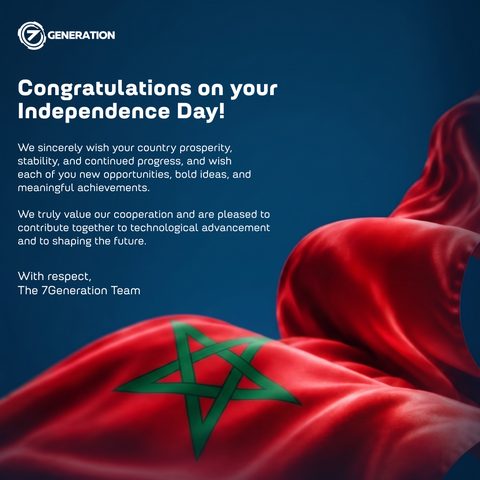 7 GENERATION
Congratulations on your
Independence Day!
We sincerely wish your country prosperity,
stability, and continued progress, and wish
each of you new opportunities, bold ideas, and
meaningful achievements.
We truly value our cooperation and are pleased to
contribute together to technological advancement
and to shaping the future.
With respect,
The 7Generation Team